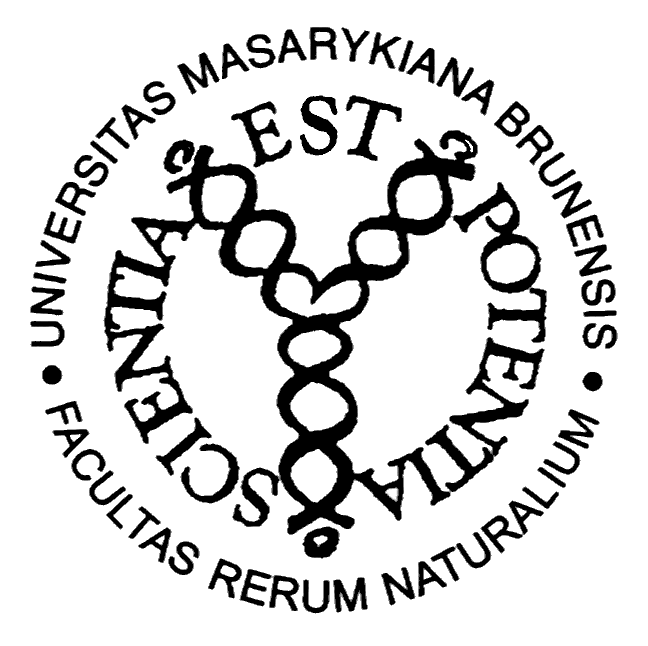 UNIVERSITAS MASARYKIANA BRUNENSIS
• FACULTAS RERUM NATURALIUM •
SCIENTIA EST POTENTIA